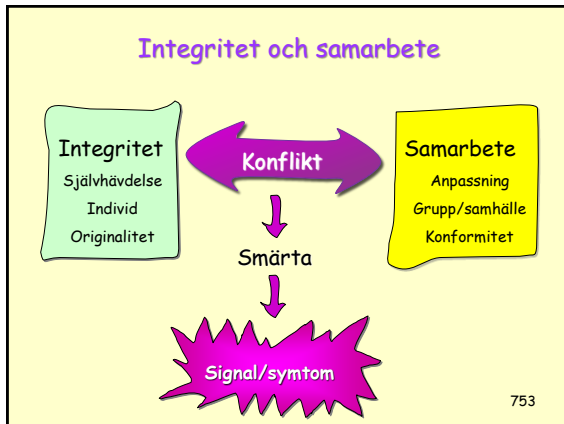 Integritet och samarbete
Integritet
Självhävdelse
Individ
Originalitet
Konflikt
Samarbete
Anpassning
Grupp/samhälle
Konformitet
Smärta
Signal/symtom
753